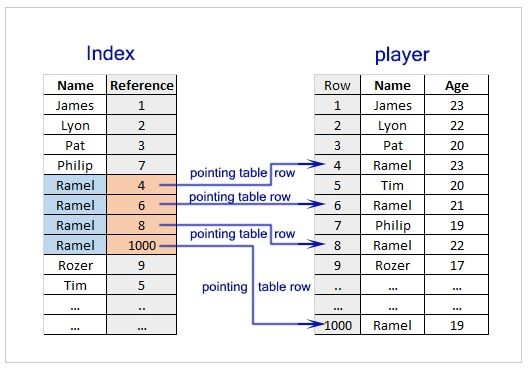 Index
Name Reference
James 1
Lyon 2
Pat 3
Philip 7
Ramel 4
Ramel 6
Ramel 8
Ramel 1000
Rozer 9
Tim 5
... ..
... ...
pointing table row
pointing table row
pointing table row
pointing table row
player
Row Name Age
1 James 23
2 Lyon 22
3 Pat 20
4 Ramel 23
5 Tim 20
6 Ramel 21
7 Philip 19
8 Ramel 22
9 Rozer 17
.. ... ...
... ... ...
1000 Ramel 19